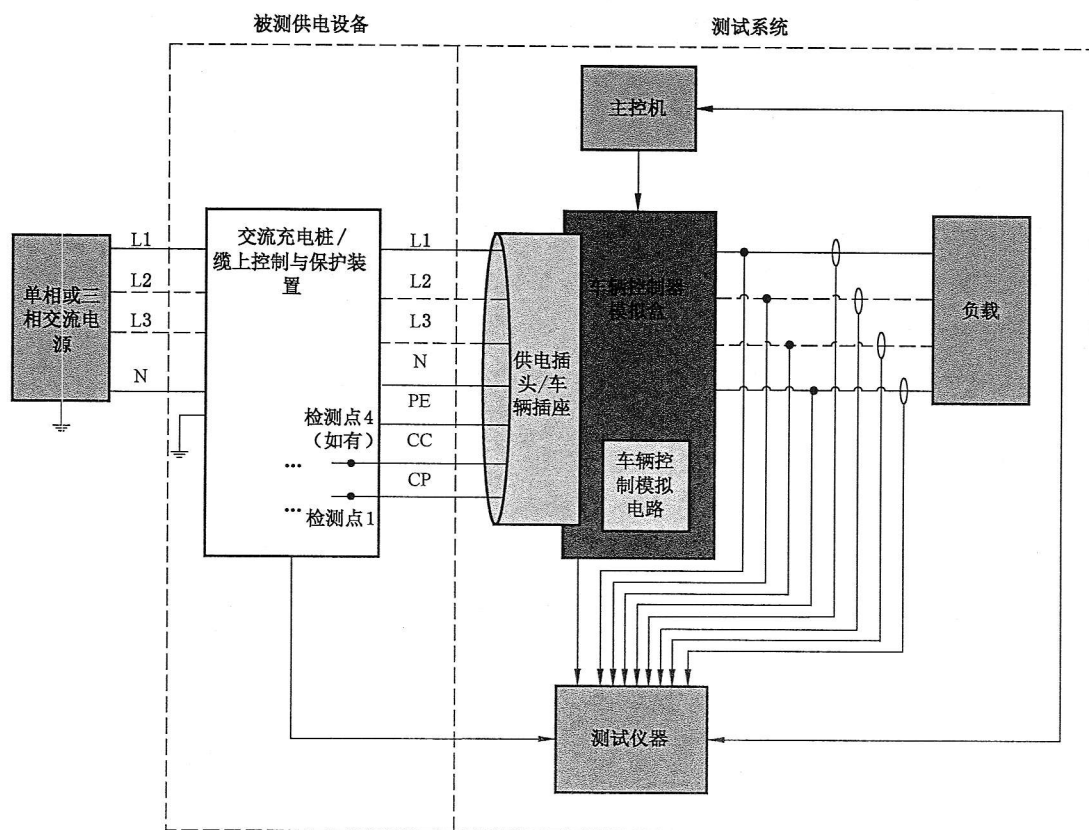 被测供电设备
测试系统
主控机
单相或三
相交流电
源
L1
L2
L3
N
交流充电桩/
缆上控制与保护装
置
检测点4
(如有)
...
...
检测点1
L1
L2
L3
N
PE
CC
CP
供电插
头/车
辆插座
车辆控制器
模拟盒
车辆控
制模拟
电路
负载
测试仪器